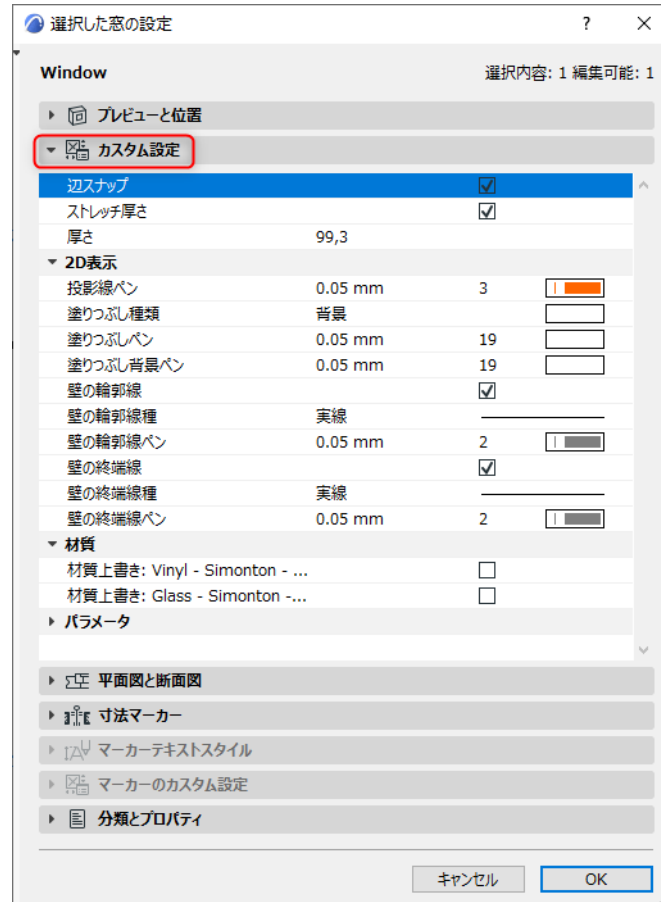 選択した窓の設定 ?
Window 選択内容: 1 編集可能: 1
プレビューと位置
カスタム設定
辺スナップ
ストレッチ厚さ
厚さ 99,3
2D表示
投影線ペン 0.05 mm 3
塗りつぶし種類 背景
塗りつぶしペン 0.05 mm 19
塗りつぶし背景ペン 0.05 mm 19
壁の輪郭線
壁の輪郭線種 実線
壁の輪郭線ペン 0.05 mm 2
壁の終端線
壁の終端線種 実線
壁の終端線ペン 0.05 mm 2
材質
材質上書き: Vinyl - Simonton - ...
材質上書き: Glass - Simonton -...
パラメータ
平面図と断面図
寸法マーカー
マーカーテキストスタイル
マーカーのカスタム設定
分類とプロパティ
キャンセル OK